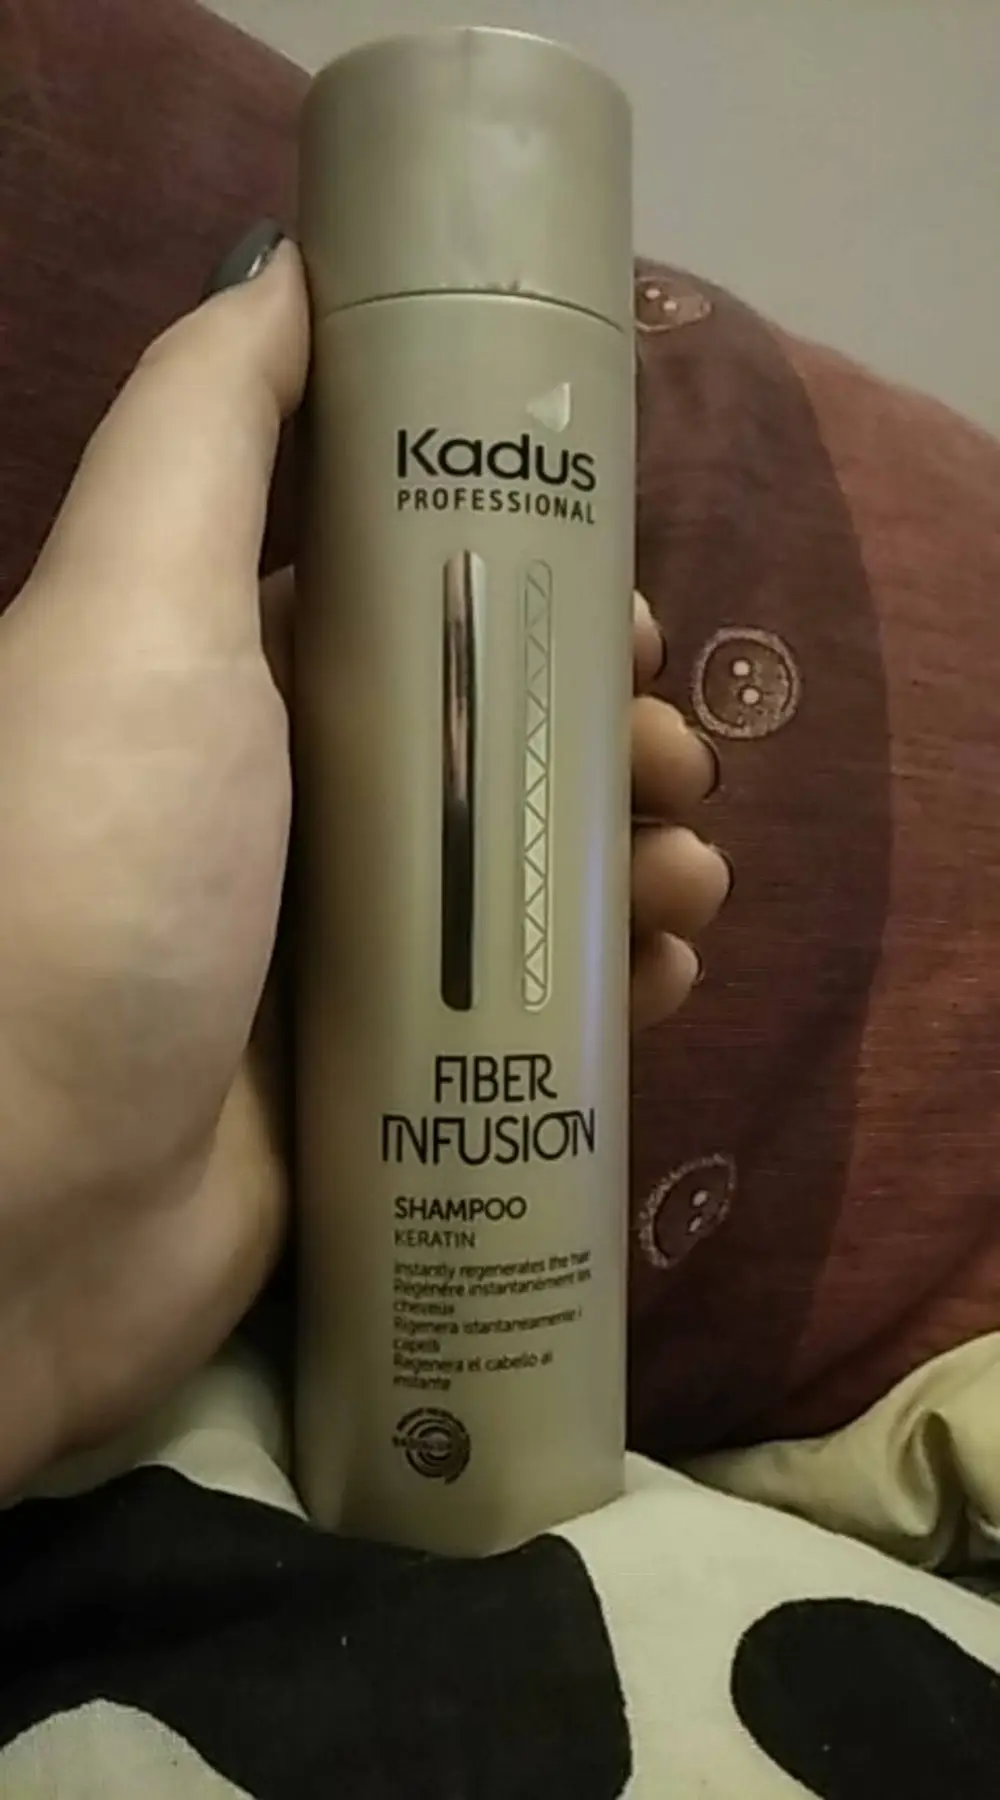 Kadus
PROFESSIONAL
FIBER
INFUSION
SHAMPOO
KERATIN
Instantly regenerates the hair
Régénère instantanément les
cheveux
Rigenera istantaneamente i
capelli
Regenera el cabello al
instante